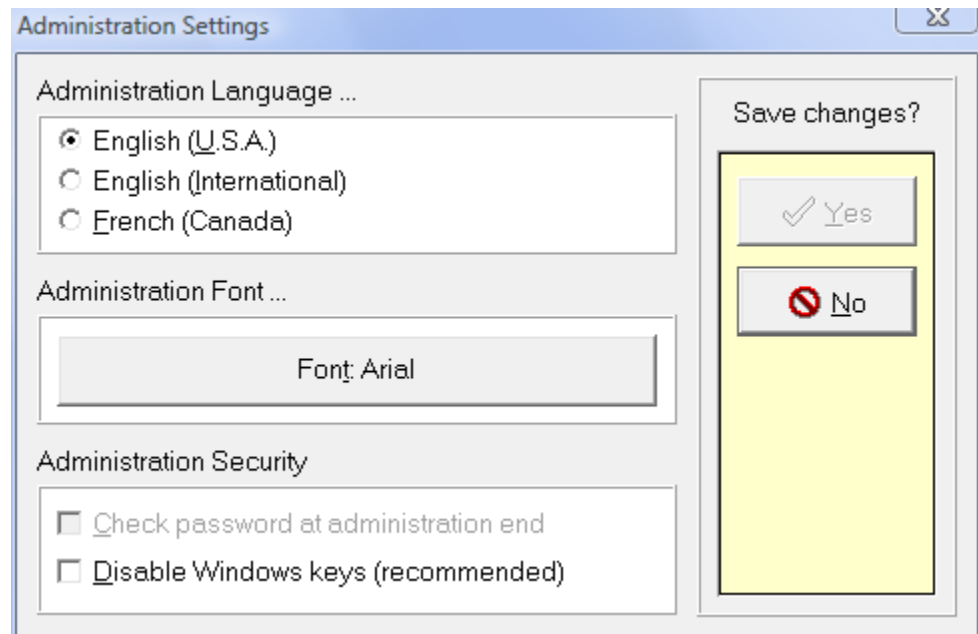 Administration Settings
Administration Language ...
English (U.S.A.)
English (International)
French (Canada)
Administration Font ...
Font: Arial
Administration Security
Check password at administration end
Disable Windows keys (recommended)
Save changes?
Yes
No